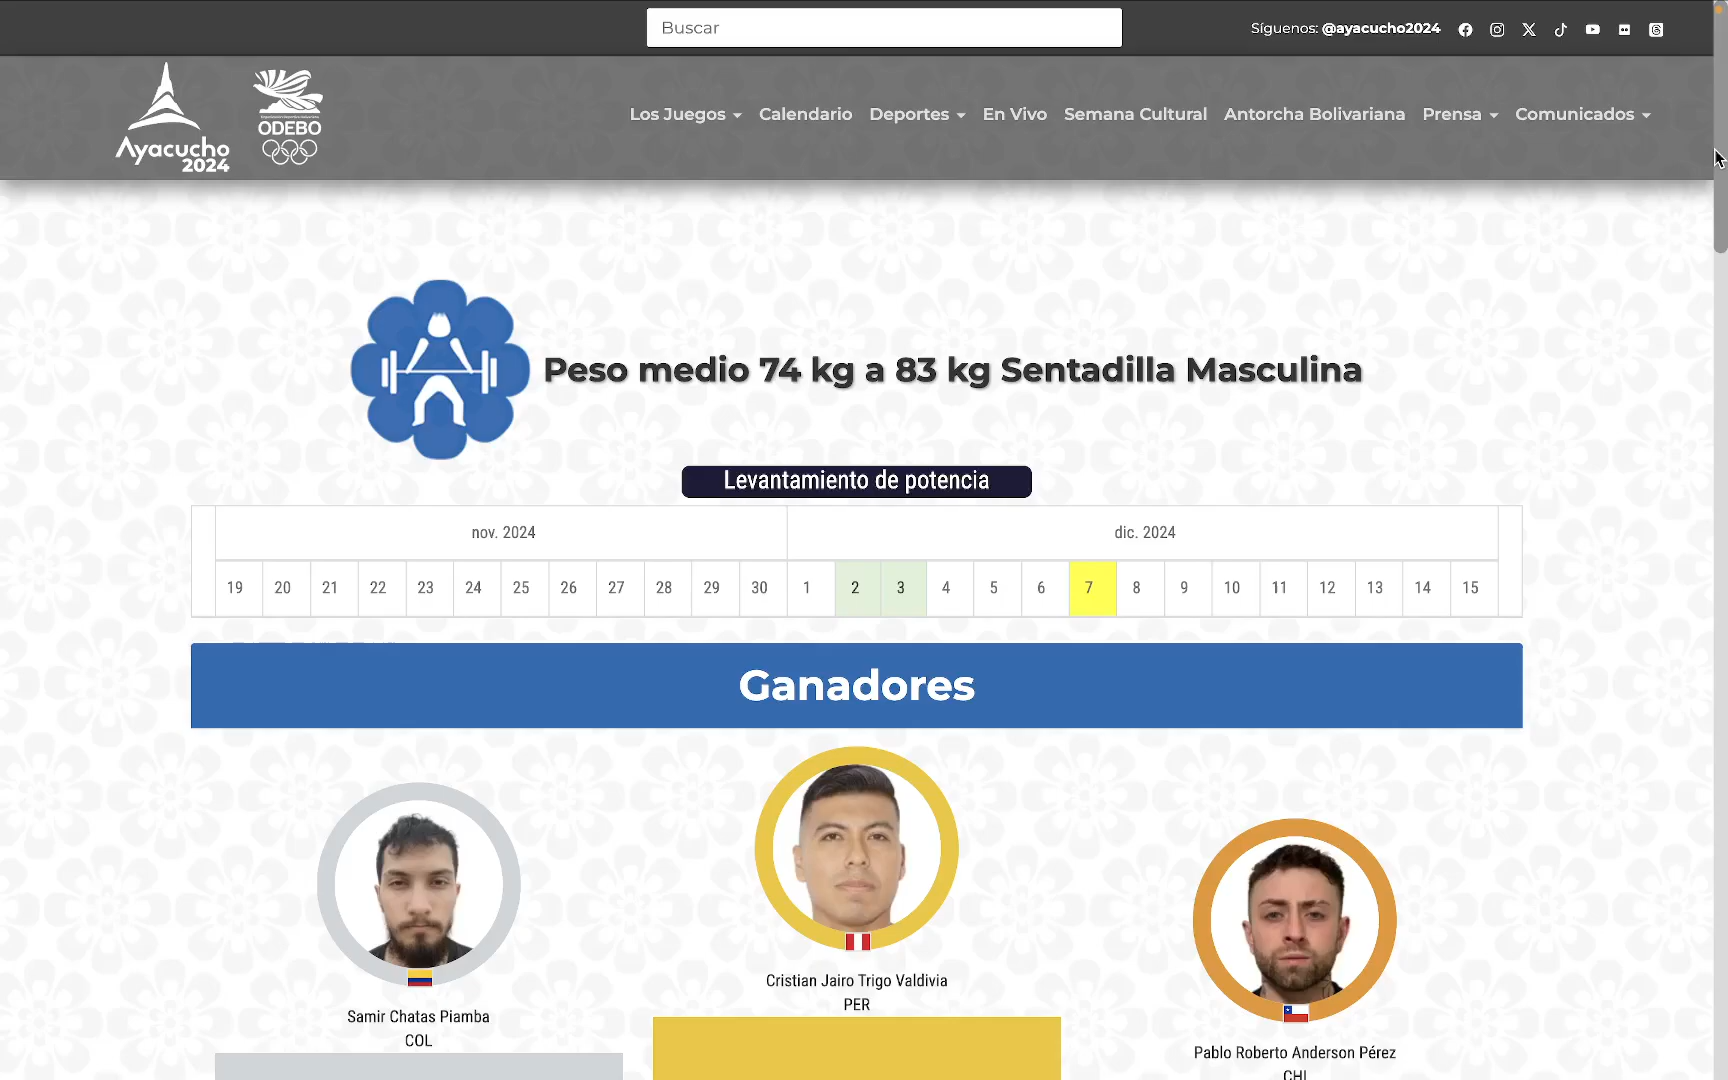 Buscar
Síguenos: @ayacucho2024
Ayacucho
2024
ODEBO
Los Juegos
Calendario
Deportes
En Vivo
Semana Cultural
Antorcha Bolivariana
Prensa
Comunicados
Peso medio 74 kg a 83 kg Sentadilla Masculina
Levantamiento de potencia
nov. 2024 dic. 2024
19 20 21 22 23 24 25 26 27 28 29 30 1 2 3 4 5 6 7 8 9 10 11 12 13 14 15
Ganadores
Samir Chatas Piamba
COL
Cristian Jairo Trigo Valdivia
PER
Pablo Roberto Anderson Pérez
CHI